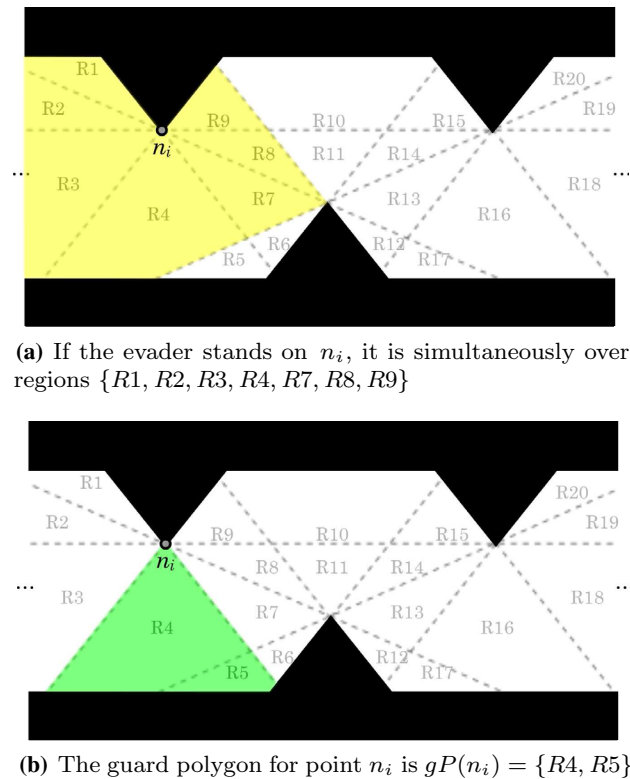 R1
R20
R2
R9
R10
R15
R19
n_i
R8
R11
R14
...
...
R3
R7
R13
R18
R4
R16
R6
R12
R5
R17
(a) If the evader stands on n_i, it is simultaneously over
regions {R1, R2, R3, R4, R7, R8, R9}
R1
R20
R2
R9
R10
R15
R19
n_i
R8
R11
R14
...
..
R3
R7
R13
R18
R4
R16
R6
R12
R5
R17
(b) The guard polygon for point n_i is gP(n_i) = {R4, R5}